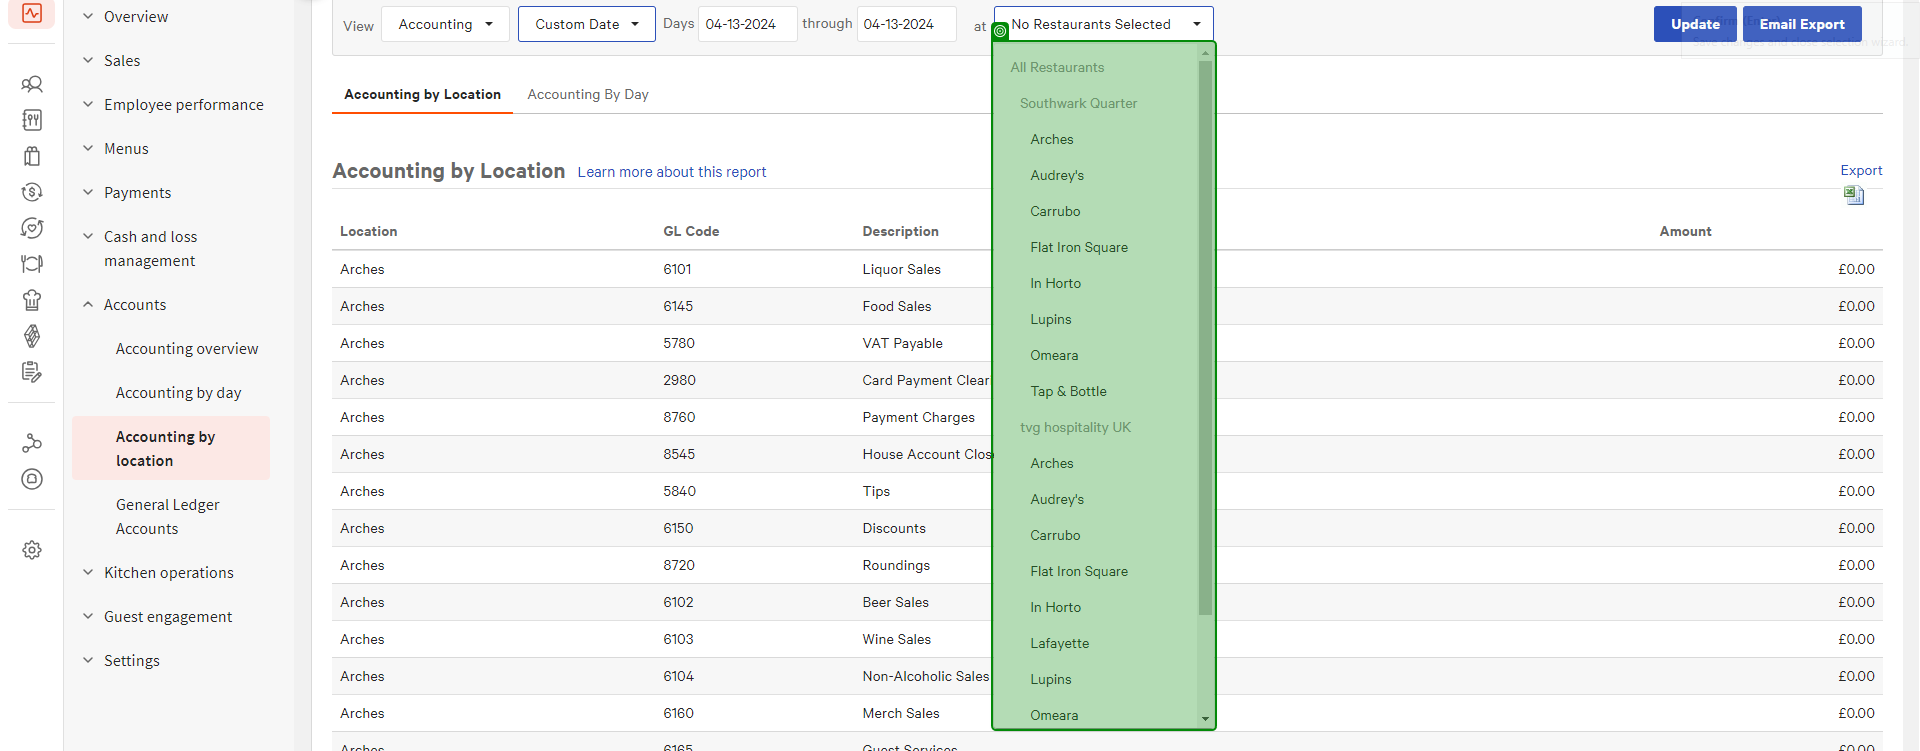 Overview
Sales
Employee performance
Menus
Payments
Cash and loss
management
Accounts
Accounting overview
Accounting by day
Accounting by
location
General Ledger
Accounts
Kitchen operations
Guest engagement
Settings
View Accounting Custom Date Days 04-13-2024 through 04-13-2024 at No Restaurants Selected Update Email Export
Accounting by Location Accounting By Day
Accounting by Location Learn more about this report Export
Location GL Code Description Amount
Arches 6101 Liquor Sales £0.00
Arches 6145 Food Sales £0.00
Arches 5780 VAT Payable £0.00
Arches 2980 Card Payment Clear £0.00
Arches 8760 Payment Charges £0.00
Arches 8545 House Account Clos £0.00
Arches 5840 Tips £0.00
Arches 6150 Discounts £0.00
Arches 8720 Roundings £0.00
Arches 6102 Beer Sales £0.00
Arches 6103 Wine Sales £0.00
Arches 6104 Non-Alcoholic Sales £0.00
Arches 6160 Merch Sales £0.00
Arches 6165 Guest Services £0.00
All Restaurants
Southwark Quarter
Arches
Audrey's
Carrubo
Flat Iron Square
In Horto
Lupins
Omeara
Tap & Bottle
tvg hospitality UK
Arches
Audrey's
Carrubo
Flat Iron Square
In Horto
Lafayette
Lupins
Omeara